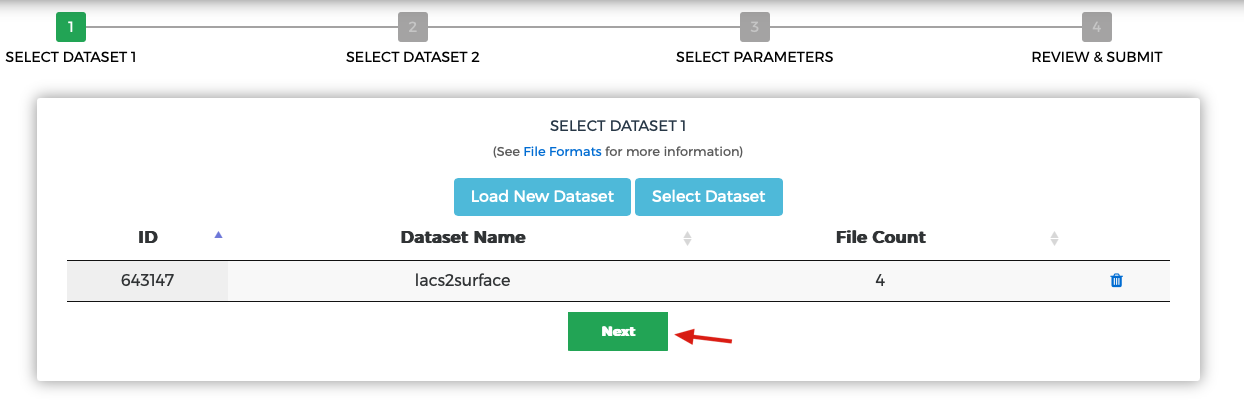 1 2 3 4
SELECT DATASET 1 SELECT DATASET 2 SELECT PARAMETERS REVIEW & SUBMIT
SELECT DATASET 1
(See File Formats for more information)
Load New Dataset Select Dataset
ID Dataset Name File Count
643147 lacs2surface 4
Next